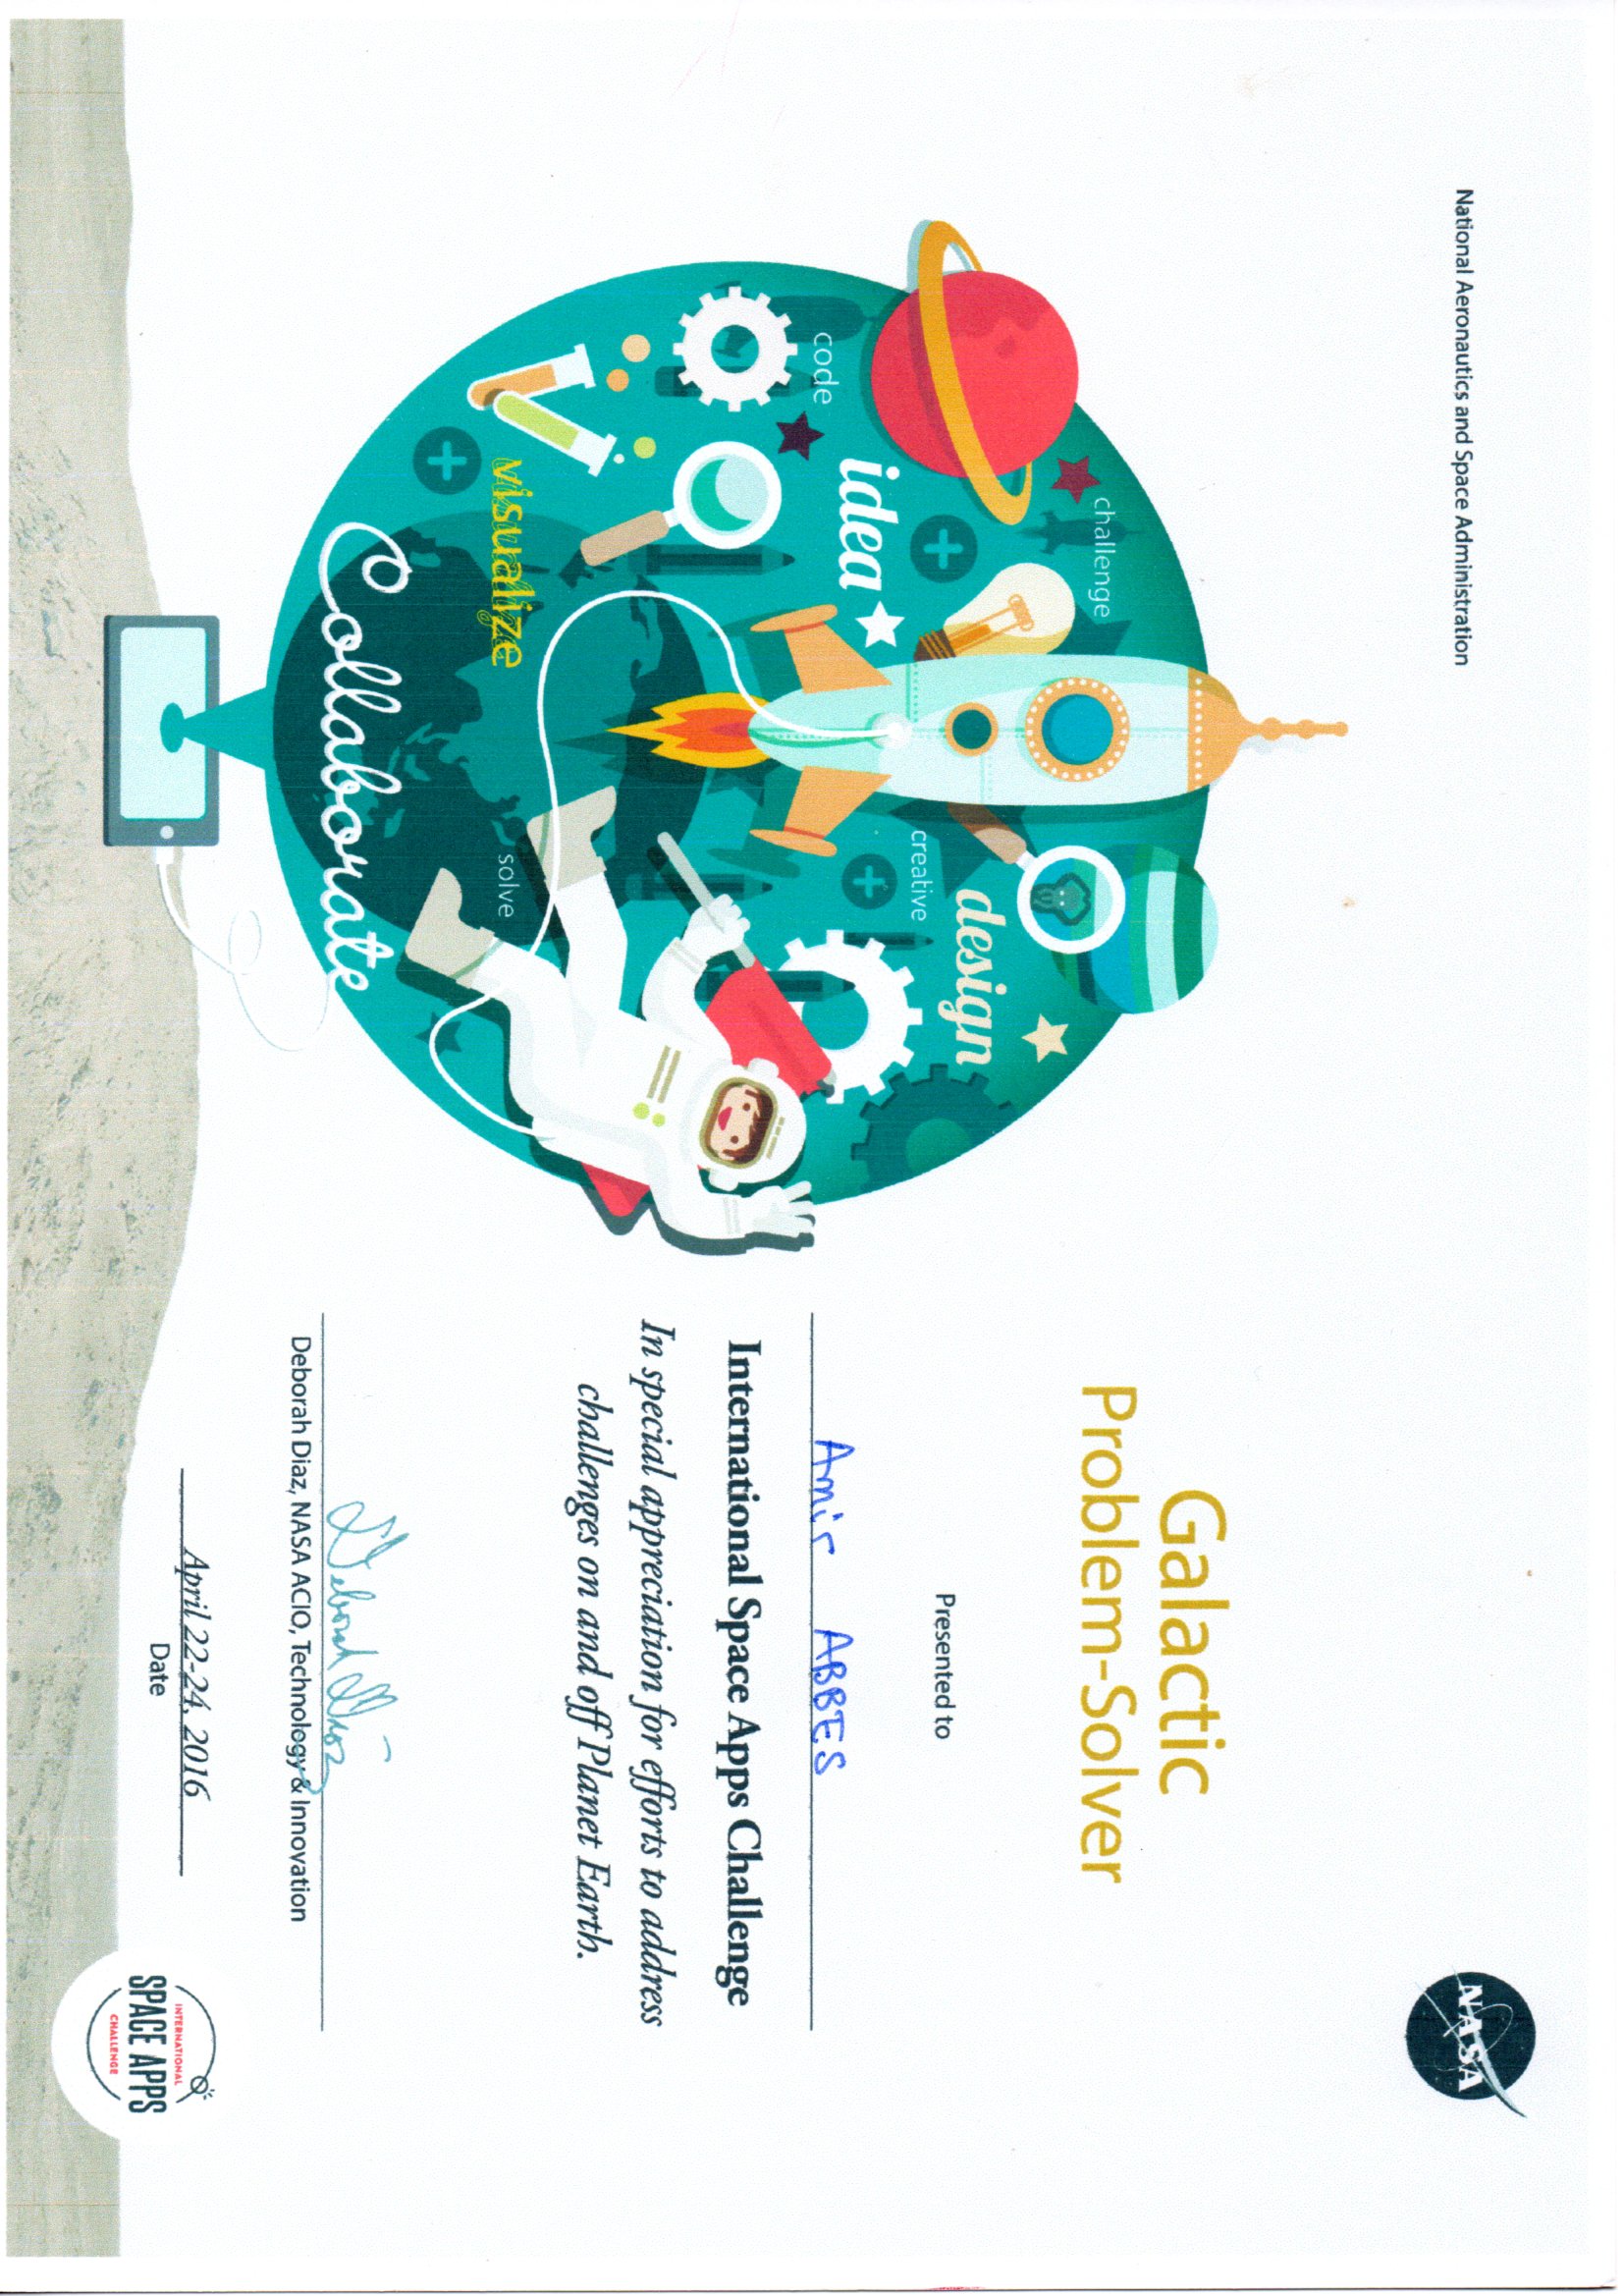 National Aeronautics and Space Administration
NASA
Galactic
Problem-Solver
Presented to
Amir ABBES
International Space Apps Challenge
In special appreciation for efforts to address
challenges on and off Planet Earth.
Deborah Diaz
Deborah Diaz, NASA ACIO, Technology & Innovation
April 22-24, 2016
Date
INTERNATIONAL
SPACE APPS
CHALLENGE
challenge
design
creative
idea
code
visualize
solve
Collaborate